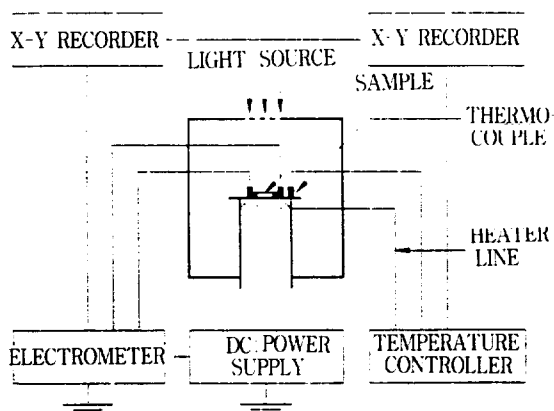 X-Y RECORDER
X-Y RECORDER
LIGHT SOURCE
SAMPLE
THERMO-
COUPLE
HEATER
LINE
ELECTROMETER
DC POWER
SUPPLY
TEMPERATURE
CONTROLLER